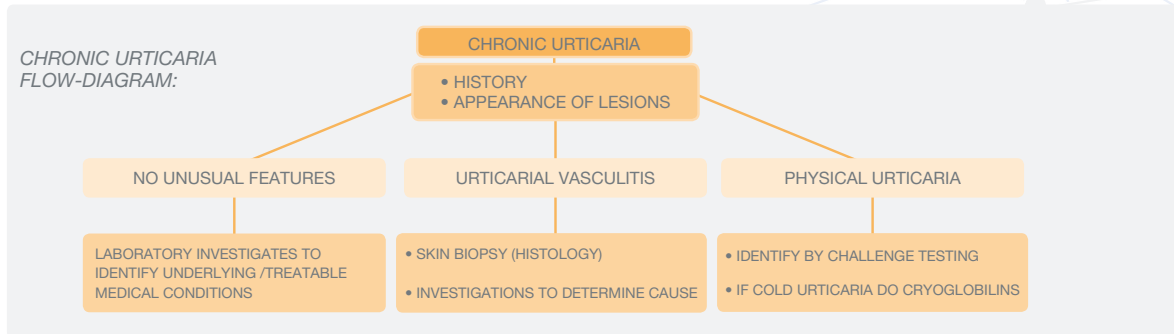 CHRONIC URTICARIA
FLOW-DIAGRAM:
CHRONIC URTICARIA
• HISTORY
• APPEARANCE OF LESIONS
NO UNUSUAL FEATURES
URTICARIAL VASCULITIS
PHYSICAL URTICARIA
LABORATORY INVESTIGATES TO
IDENTIFY UNDERLYING /TREATABLE
MEDICAL CONDITIONS
• SKIN BIOPSY (HISTOLOGY)
• INVESTIGATIONS TO DETERMINE CAUSE
• IDENTIFY BY CHALLENGE TESTING
• IF COLD URTICARIA DO CRYOGLOBILINS